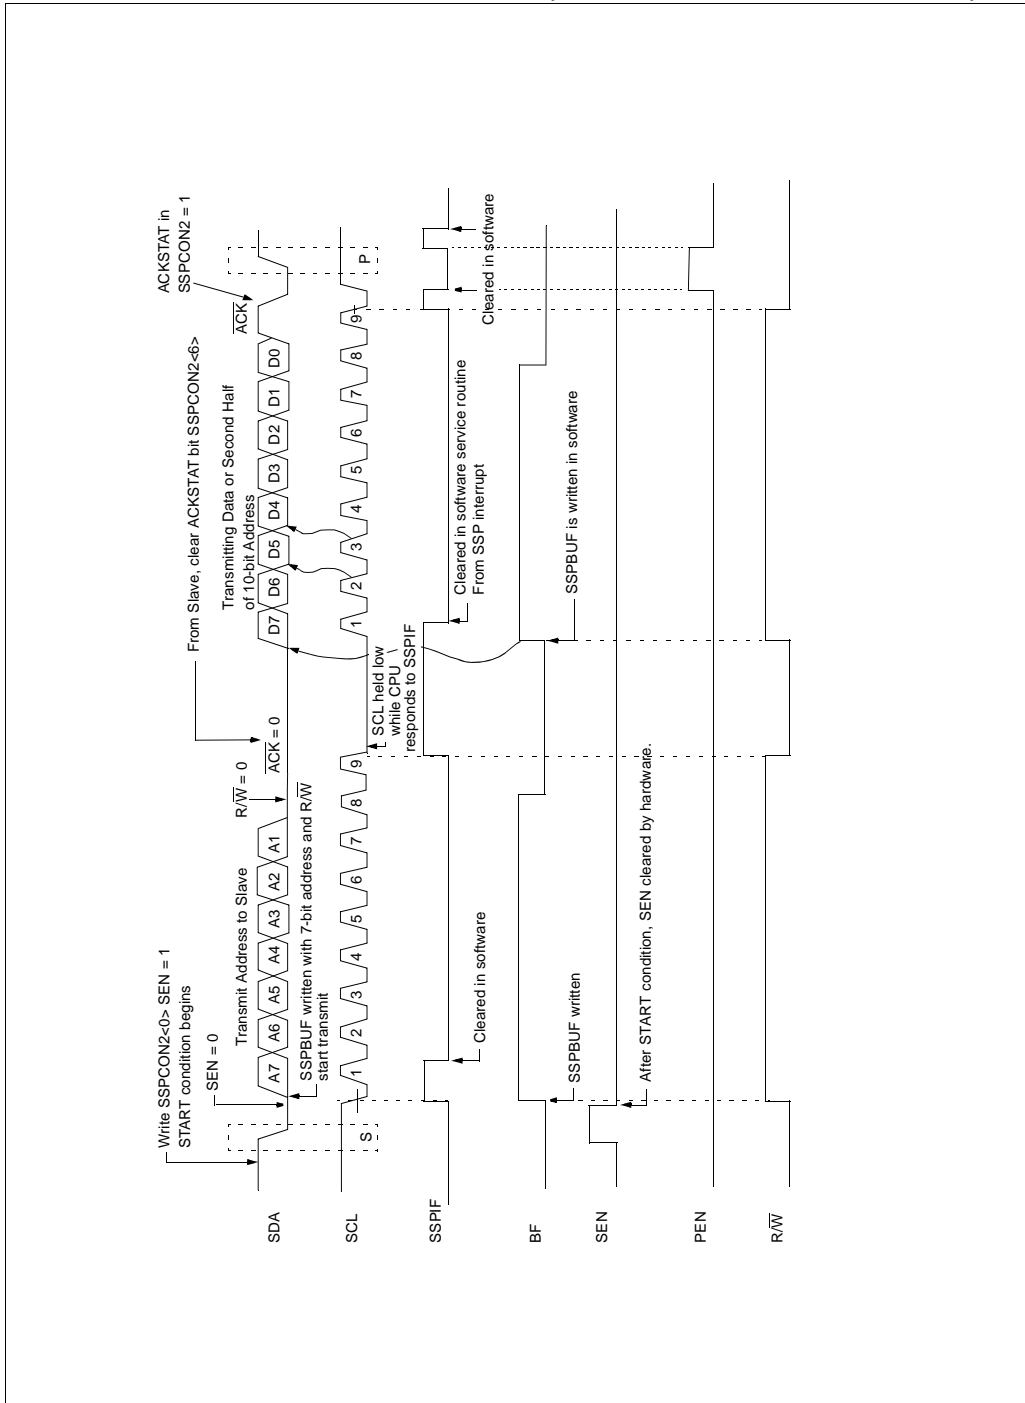 Write SSPCON2<0> SEN = 1
START condition begins
SEN = 0
Transmit Address to Slave
R/W = 0
From Slave, clear ACKSTAT bit SSPCON2<6>
ACK = 0
Transmitting Data or Second Half
of 10-bit Address
ACKSTAT in
SSPCON2 = 1
ACK
SDA
A7 A6 A5 A4 A3 A2 A1
D7 D6 D5 D4 D3 D2 D1 D0
SSPBUF written with 7-bit address and R/W
start transmit
SCL
S
1 2 3 4 5 6 7 8 9
1 2 3 4 5 6 7 8 9
P
SCL held low
while CPU
responds to SSPIF
SSPIF
Cleared in software
Cleared in software service routine
From SSP interrupt
Cleared in software
BF
SSPBUF written
SSPBUF is written in software
SEN
After START condition, SEN cleared by hardware.
PEN
R/W